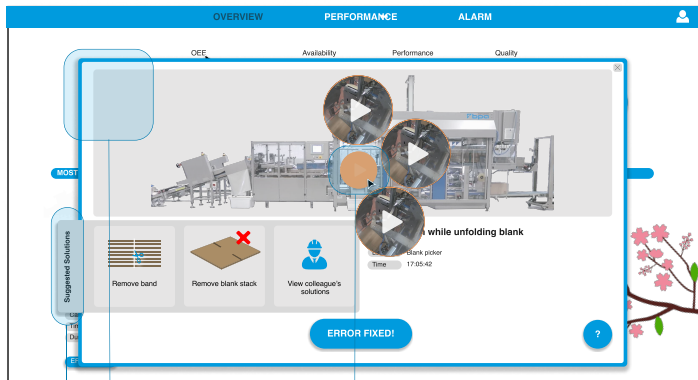 OVERVIEW
PERFORMANCE
ALARM
OEE
Availability
Performance
Quality
MOST
Suggested Solutions
while unfolding blank
Blank picker
Time 17:05:42
Remove band
Remove blank stack
View colleague's
solutions
ERROR FIXED!
?